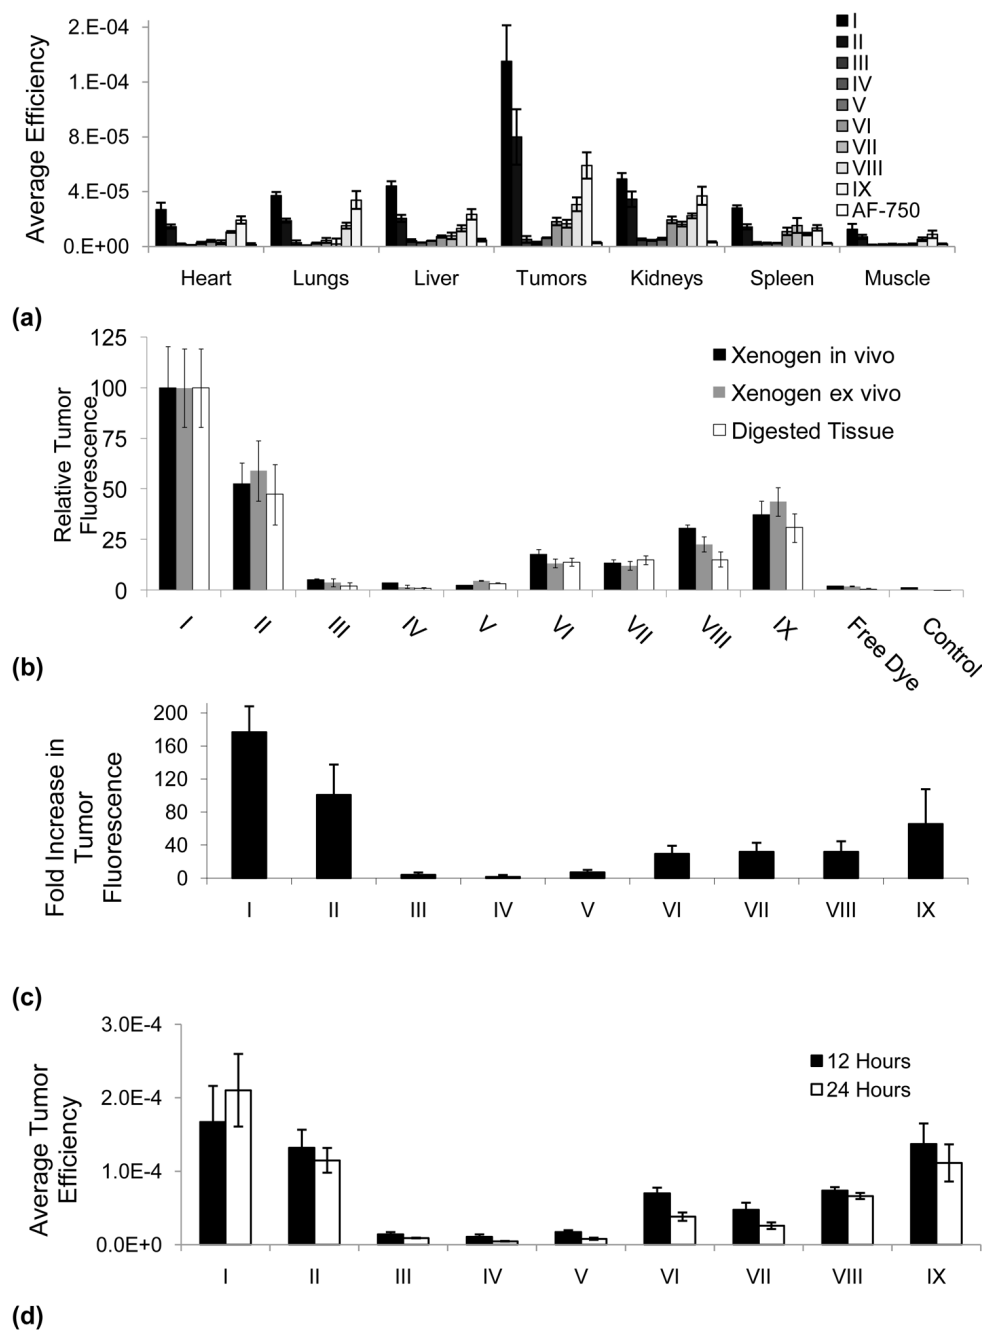 Average Efficiency
2.E-04
1.E-04
8.E-05
4.E-05
0.E+00
I
II
III
IV
V
VI
VII
VIII
IX
AF-750
Heart Lungs Liver Tumors Kidneys Spleen Muscle
(a)
Relative Tumor
Fluorescence
125
100
75
50
25
0
Xenogen in vivo
Xenogen ex vivo
Digested Tissue
I II III IV V VI VII VIII IX Free Dye Control
(b)
Fold Increase in
Tumor
Fluorescence
200
160
120
80
40
0
I II III IV V VI VII VIII IX
(c)
Average Tumor
Efficiency
3.0E-4
2.0E-4
1.0E-4
0.0E+0
12 Hours
24 Hours
I II III IV V VI VII VIII IX
(d)